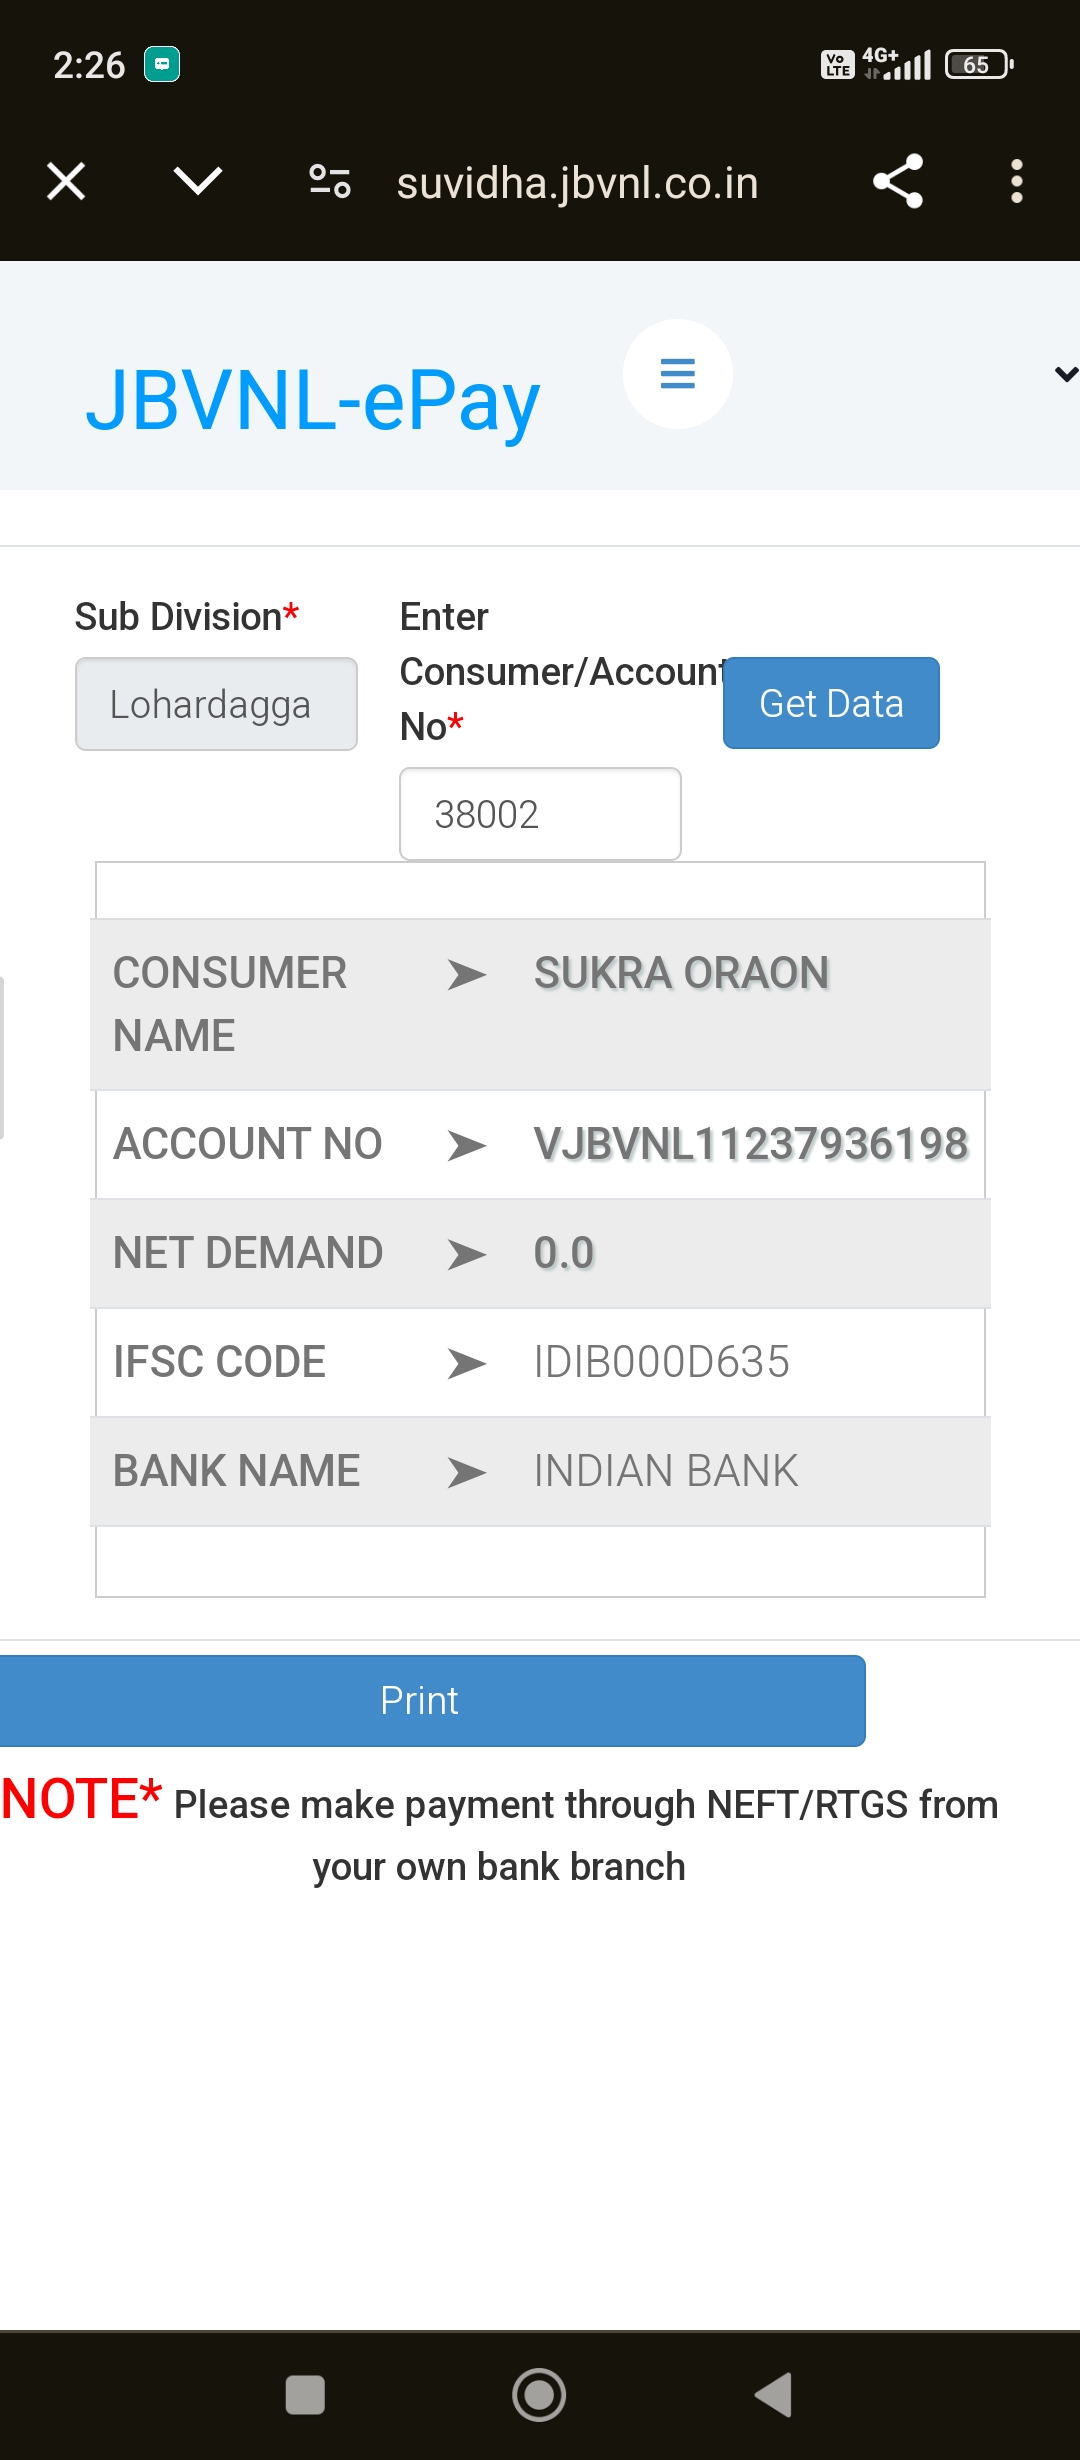 2:26
Vo LTE 4G+ 65
suvidha.jbvnl.co.in
JBVNL-ePay
Sub Division*
Lohardagga
Enter
Consumer/Account
No*
38002
Get Data
CONSUMER NAME ➤ SUKRA ORAON
ACCOUNT NO ➤ VJBVNL11237936198
NET DEMAND ➤ 0.0
IFSC CODE ➤ IDIB000D635
BANK NAME ➤ INDIAN BANK
Print
NOTE* Please make payment through NEFT/RTGS from
your own bank branch